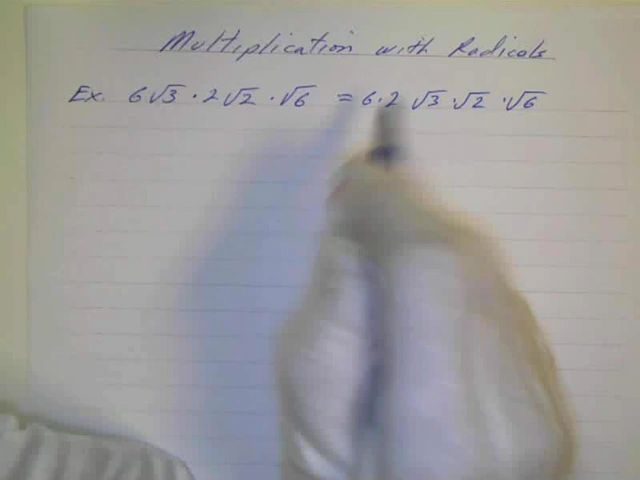 Multiplication with Radicals
Ex. 6√3 · 2√2 · √6 = 6·2 √3 · √2 · √6